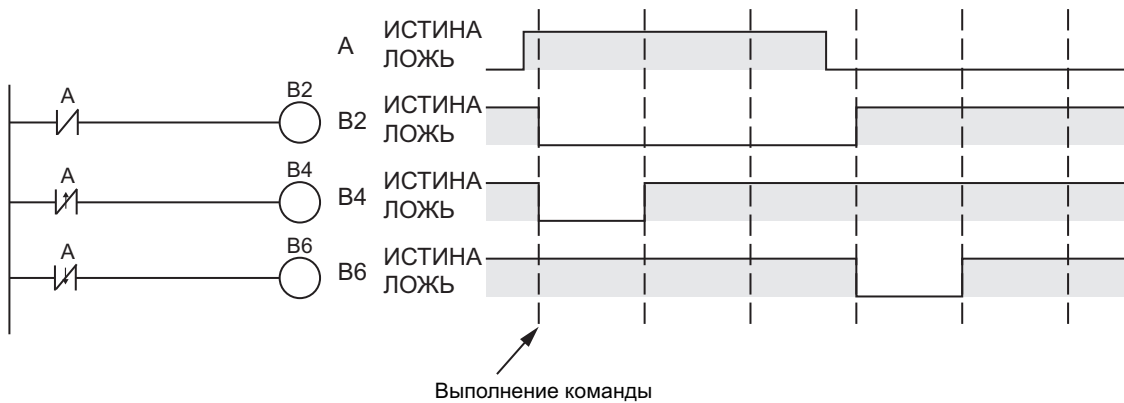 A ИСТИНА
ЛОЖЬ
A B2 B2 ИСТИНА
ЛОЖЬ
A B4 B4 ИСТИНА
ЛОЖЬ
A B6 B6 ИСТИНА
ЛОЖЬ
Выполнение команды